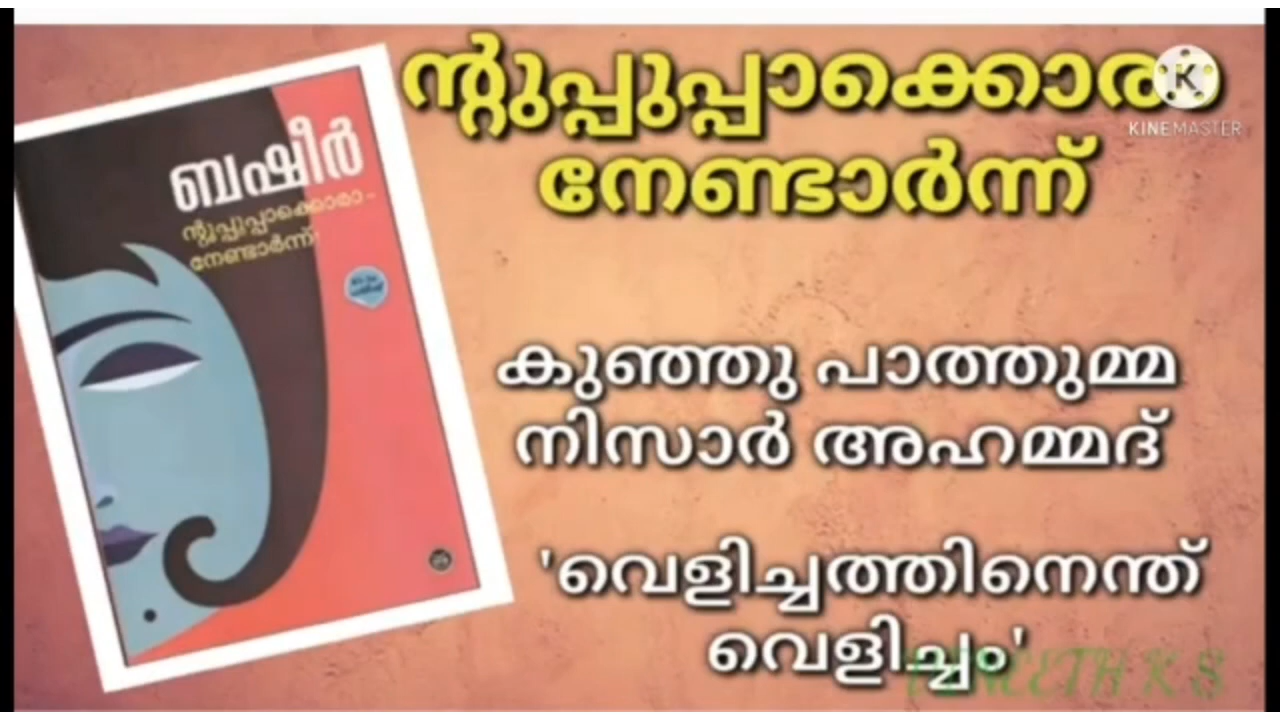 ന്റുപ്പുപ്പാക്കൊരാ
നേണ്ടാർന്ന്
ബഷീർ
ന്റുപ്പുപ്പാക്കൊരാ-
നേണ്ടാർന്ന്
K
KINEMASTER
കുഞ്ഞു പാത്തുമ്മ
നിസാർ അഹമ്മദ്
'വെളിച്ചത്തിനെന്ത്
വെളിച്ചം'